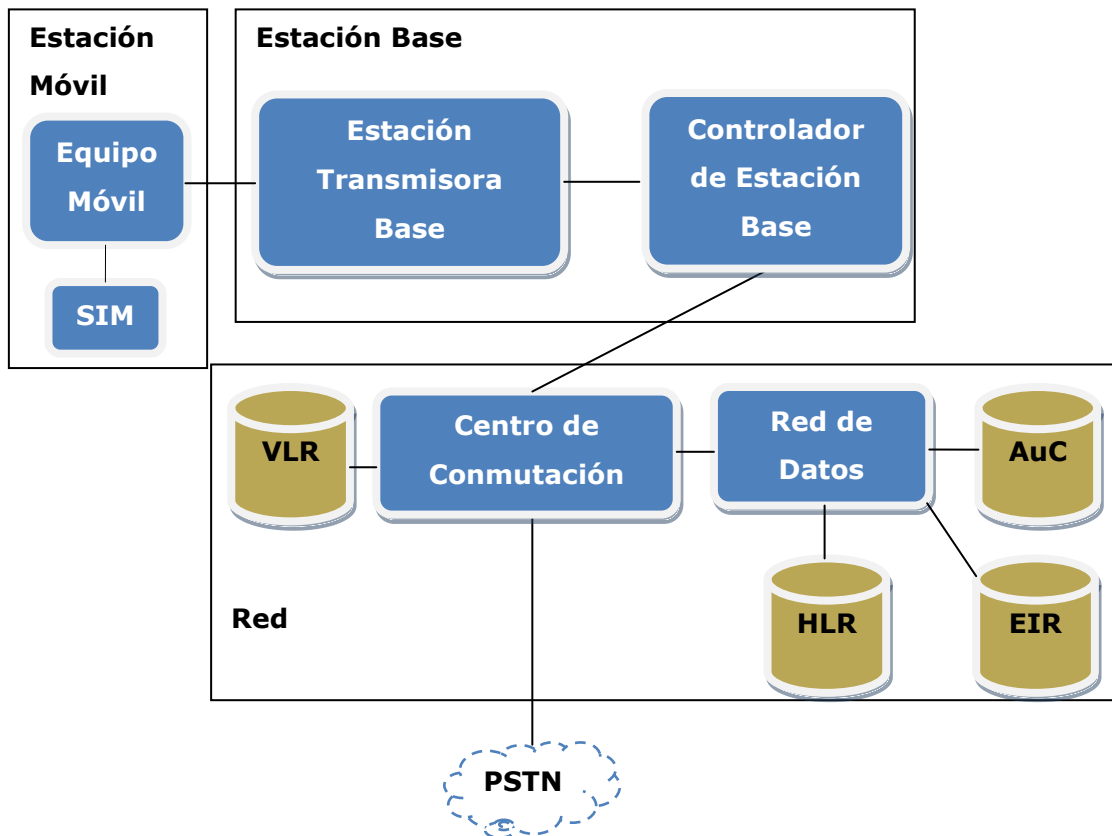 Estación
Móvil
Equipo
Móvil
SIM
Estación Base
Estación
Transmisora
Base
Controlador
de Estación
Base
VLR
Centro de
Conmutación
Red de
Datos
AuC
HLR
EIR
Red
PSTN